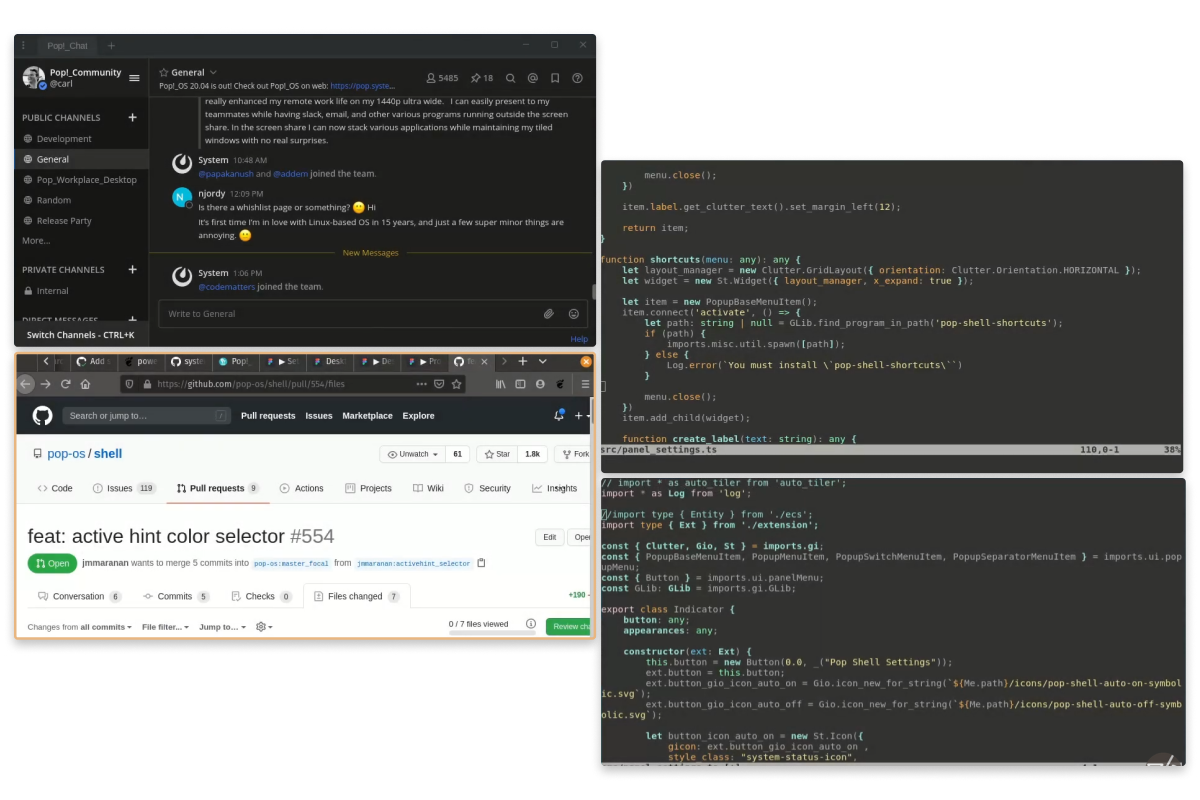 Pop!_Chat
Pop!_Community
@carl
PUBLIC CHANNELS
Development
General
Pop_Workplace_Desktop
Random
Release Party
More...
PRIVATE CHANNELS
Internal
DIRECT MESSAGES
Switch Channels - CTRL+K
General
5485
18
Pop!_OS 20.04 is out! Check out Pop!_OS on web: https://pop.syste...
really enhanced my remote work life on my 1440p ultra wide. I can easily present to my
teammates while having slack, email, and other various programs running outside the screen
share. In the screen share I can now stack various applications while maintaining my tiled
windows with no real surprises.
System 10:48 AM
@papakanush and @addem joined the team.
N
njordy 12:09 PM
Is there a whishlist page or something? 🙂 Hi
It's first time I'm in love with Linux-based OS in 15 years, and just a few super minor things are
annoying. 🙂
New Messages
System 1:06 PM
@codematters joined the team.
Write to General
Help
Add s
powe
syste
Pop!_
Se
Deskt
De
Pro
https://github.com/pop-os/shell/pull/554/files
Search or jump to...
/
Pull requests
Issues
Marketplace
Explore
pop-os / shell
Unwatch
61
Star
1.8k
Fork
Code
Issues 119
Pull requests 9
Actions
Projects
Wiki
Security
Insights
feat: active hint color selector #554
Edit
Open
jmmaranan wants to merge 5 commits into pop-os:master_focal from jmmaranan:activehint_selector
Conversation 6
Commits 5
Checks 0
Files changed 7
+190
Changes from all commits
File filter...
Jump to...
0 / 7 files viewed
Review cha
menu.close();
})
item.label.get_clutter_text().set_margin_left(12);
return item;
}
function shortcuts(menu: any): any {
let layout_manager = new Clutter.GridLayout({ orientation: Clutter.Orientation.HORIZONTAL });
let widget = new St.Widget({ layout_manager, x_expand: true });
let item = new PopupBaseMenuItem();
item.connect('activate', () => {
let path: string | null = GLib.find_program_in_path('pop-shell-shortcuts');
if (path) {
imports.misc.util.spawn([path]);
} else {
Log.error(`You must install \`pop-shell-shortcuts\``)
}
menu.close();
})
item.add_child(widget);
function create_label(text: string): any {
src/panel_settings.ts 110,0-1 38%
// import * as auto_tiler from 'auto_tiler';
import * as Log from 'log';
//import type { Entity } from './ecs';
import type { Ext } from './extension';
const { Clutter, Gio, St } = imports.gi;
const { PopupBaseMenuItem, PopupMenuItem, PopupSwitchMenuItem, PopupSeparatorMenuItem } = imports.ui.pop
upMenu;
const { Button } = imports.ui.panelMenu;
const GLib: GLib = imports.gi.GLib;
export class Indicator {
button: any;
appearances: any;
constructor(ext: Ext) {
this.button = new Button(0.0, _("Pop Shell Settings"));
ext.button = this.button;
ext.button_gio_icon_auto_on = Gio.icon_new_for_string(`${Me.path}/icons/pop-shell-auto-on-symbol
ic.svg`);
ext.button_gio_icon_auto_off = Gio.icon_new_for_string(`${Me.path}/icons/pop-shell-auto-off-symb
olic.svg`);
let button_icon_auto_on = new St.Icon({
gicon: ext.button_gio_icon_auto_on ,
style_class: "system-status-icon",